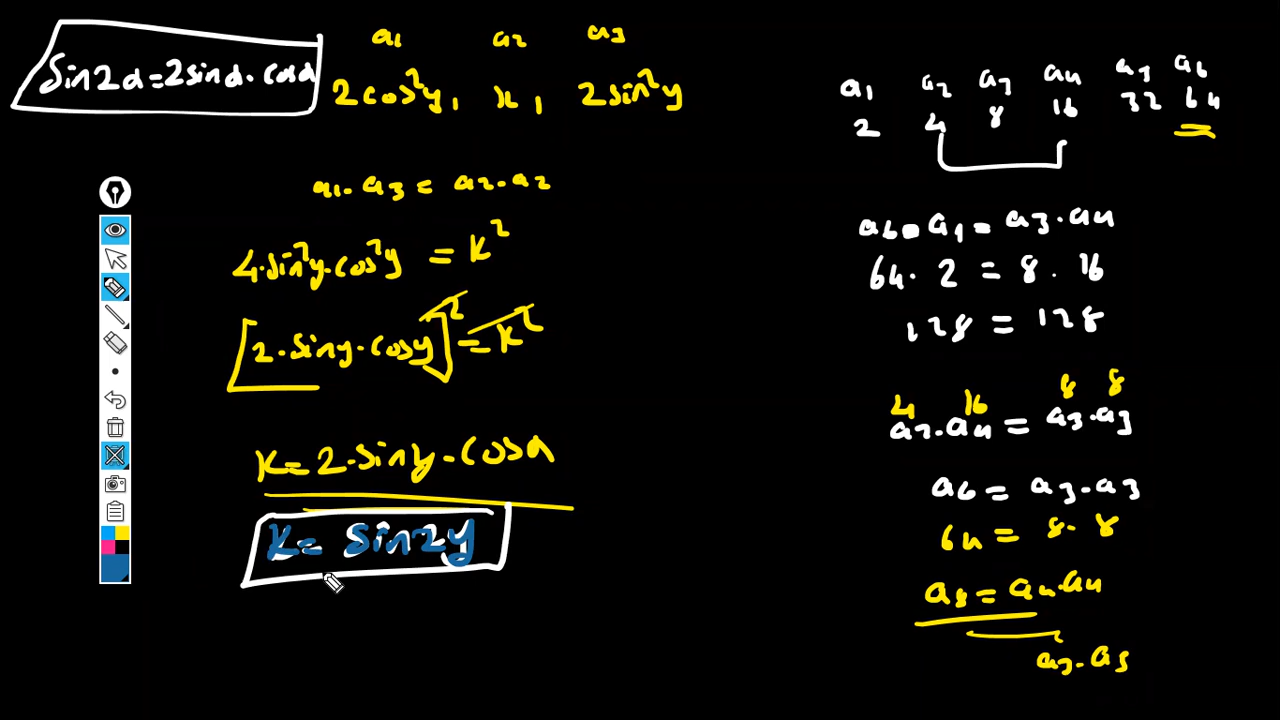 sin2α=2sinα·cosα
a1 a2 a3
2cos²y, k, 2sin²y
a1·a3 = a2·a2
4·sin²y·cos²y = k²
[2·siny·cosy]² = k²
k=2·siny·cosα
k= sin2y
a1 a2 a3 a4 a5 a6
2 4 8 16 32 64
a6·a1=a3·a4
64·2 = 8·16
128 = 128
4 16 8 8
a2·a4 = a3·a3
a6 = a3·a3
64 = 8·8
a8=a4·a4
a3·a5